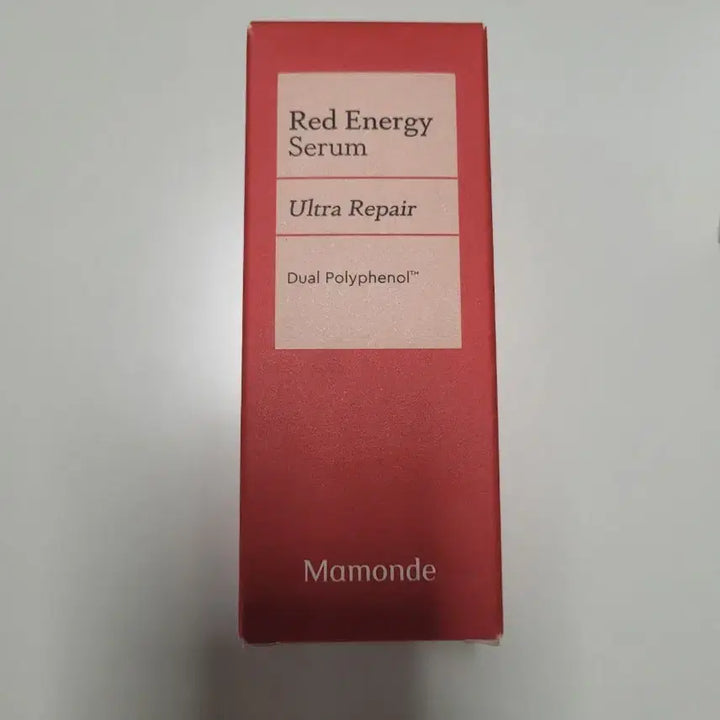 Red Energy
Serum
Ultra Repair
Dual Polyphenol™
Mamonde